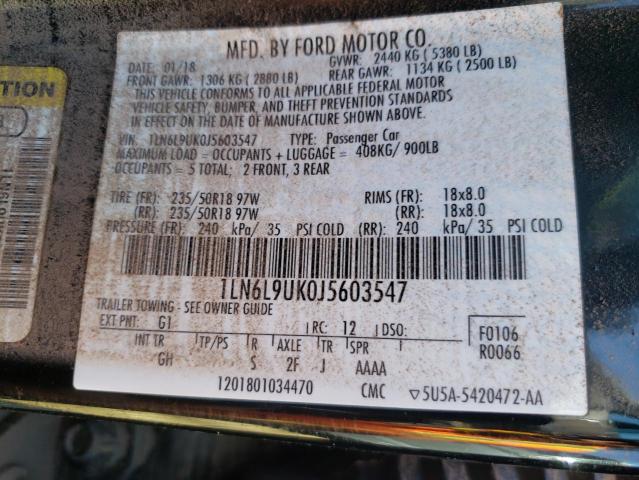 MFD. BY FORD MOTOR CO.
DATE: 01/18 GVWR: 2440 KG ( 5380 LB)
FRONT GAWR: 1306 KG ( 2880 LB) REAR GAWR: 1134 KG ( 2500 LB)
THIS VEHICLE CONFORMS TO ALL APPLICABLE FEDERAL MOTOR
VEHICLE SAFETY, BUMPER, AND THEFT PREVENTION STANDARDS
IN EFFECT ON THE DATE OF MANUFACTURE SHOWN ABOVE.
VIN: 1LN6L9UK0J5603547 TYPE: Passenger Car
MAXIMUM LOAD = OCCUPANTS + LUGGAGE = 408KG/ 900LB
OCCUPANTS = 5 TOTAL: 2 FRONT, 3 REAR
TIRE (FR): 235/50R18 97W RIMS (FR): 18x8.0
(RR): 235/50R18 97W (RR): 18x8.0
PRESSURE (FR): 240 kPa/ 35 PSI COLD (RR): 240 kPa/ 35 PSI COLD
1LN6L9UK0J5603547
TRAILER TOWING - SEE OWNER GUIDE
EXT PNT: G1 RC: 12 DSO: F0106
INT TR TP/PS R AXLE TR SPR R0066
GH S 2F J AAAA
1201801034470 CMC ▽5U5A-5420472-AA